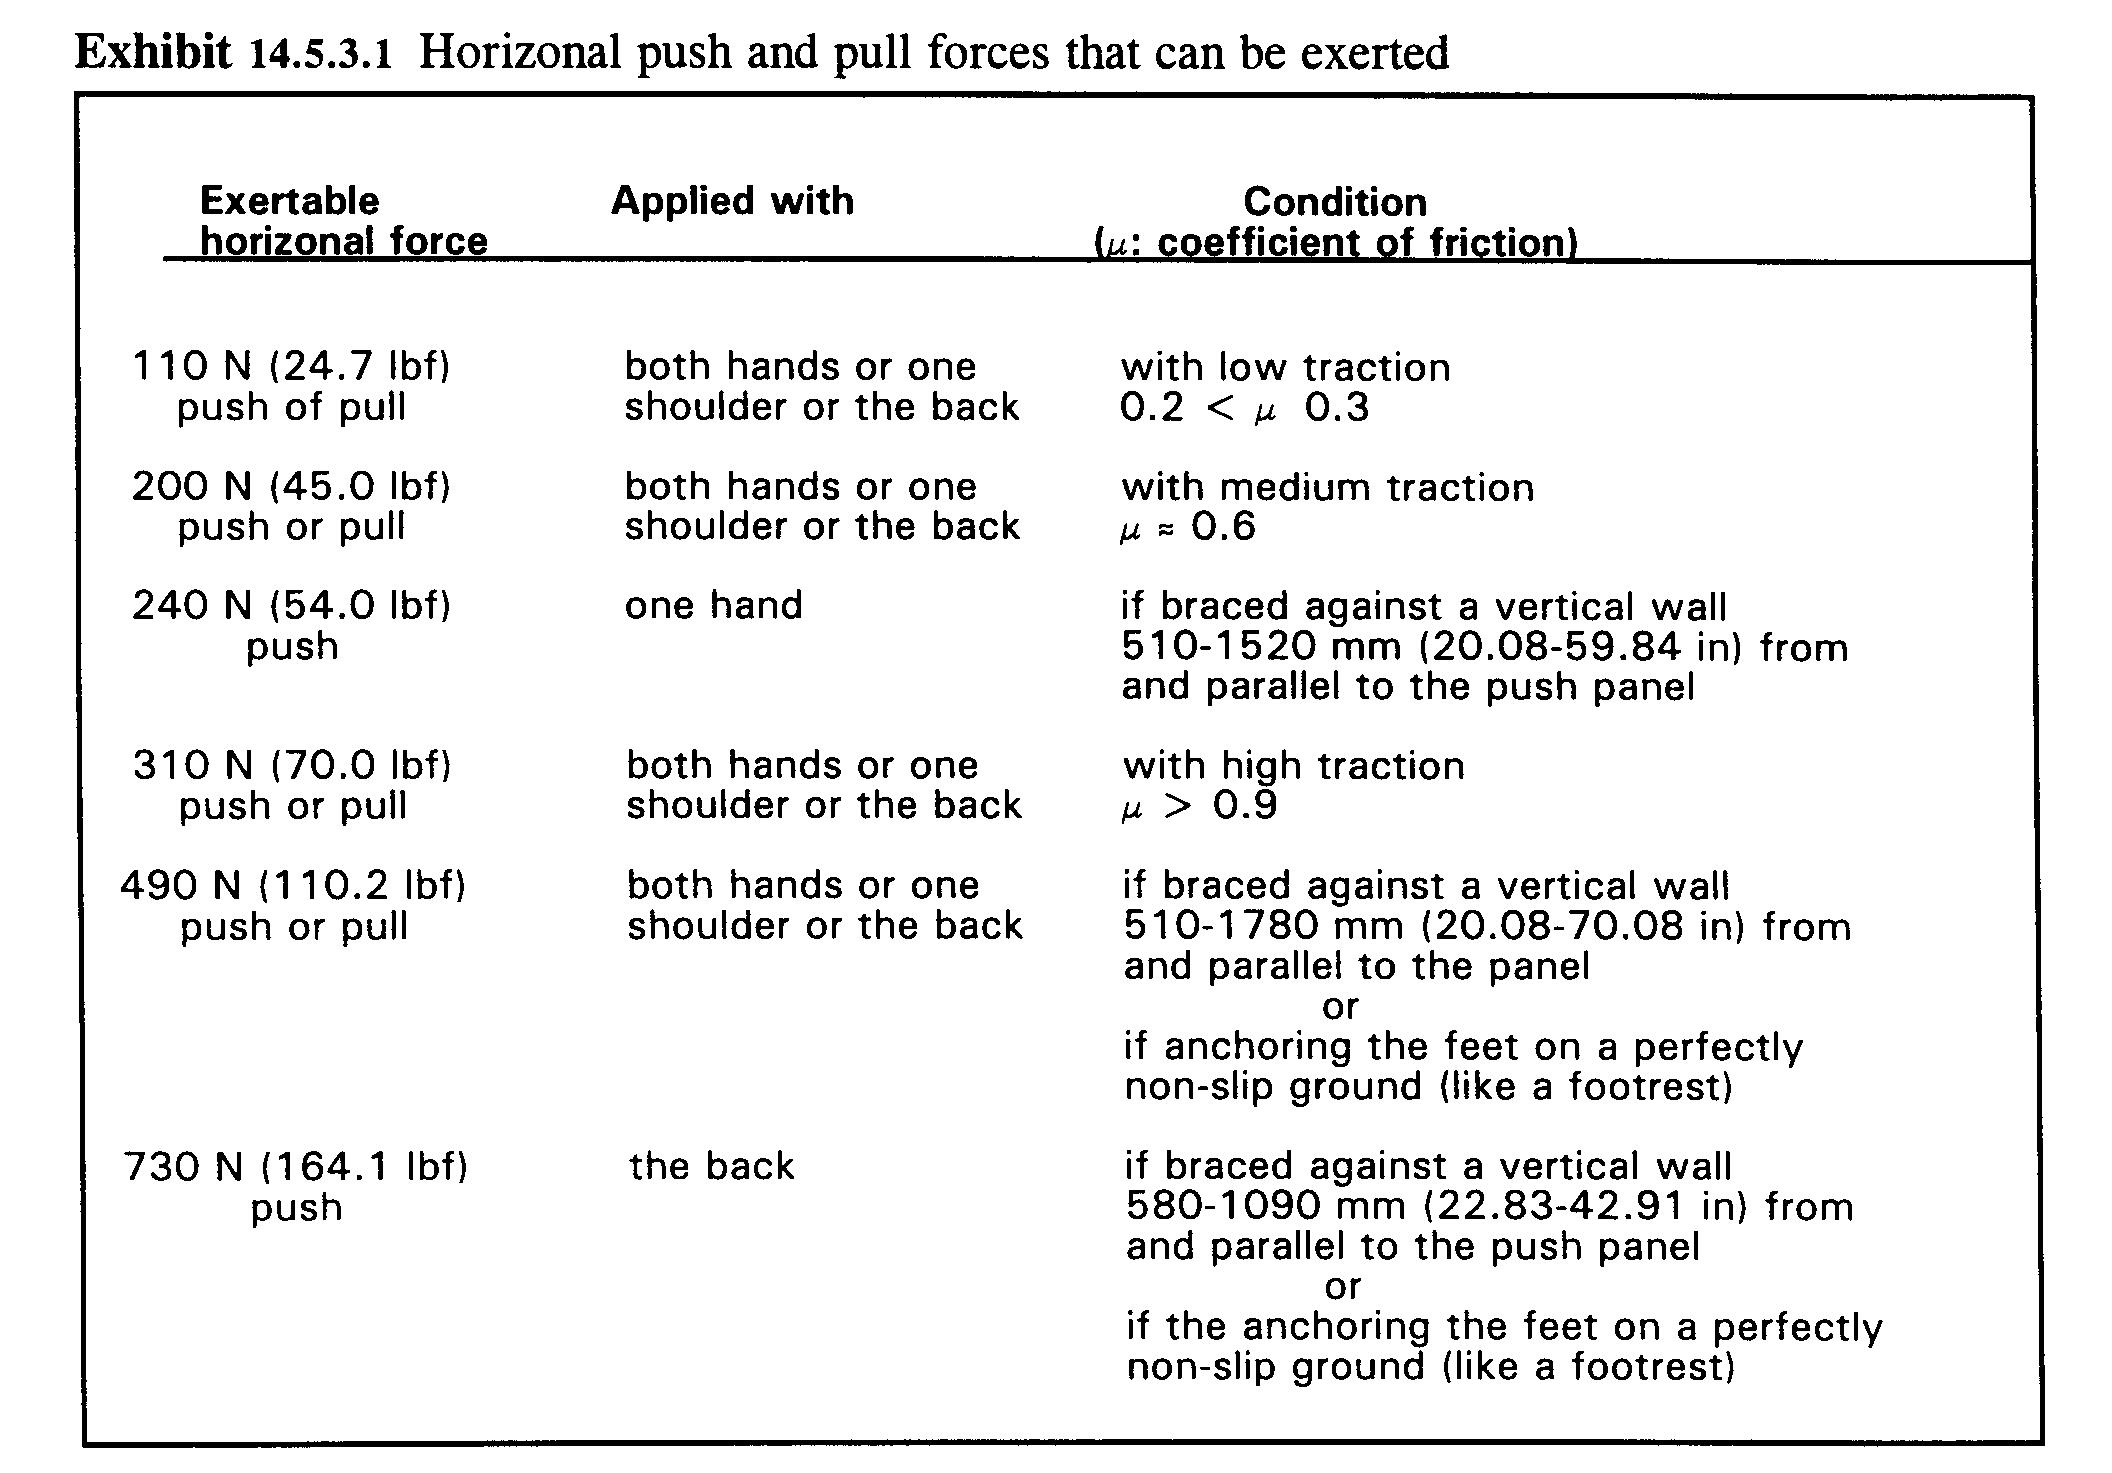 Exhibit 14.5.3.1 Horizonal push and pull forces that can be exerted
Exertable Applied with Condition
horizonal force (μ: coefficient of friction)
110 N (24.7 lbf) both hands or one with low traction
push of pull shoulder or the back 0.2 < μ 0.3
200 N (45.0 lbf) both hands or one with medium traction
push or pull shoulder or the back μ ≈ 0.6
240 N (54.0 lbf) one hand if braced against a vertical wall
push 510-1520 mm (20.08-59.84 in) from
and parallel to the push panel
310 N (70.0 lbf) both hands or one with high traction
push or pull shoulder or the back μ > 0.9
490 N (110.2 lbf) both hands or one if braced against a vertical wall
push or pull shoulder or the back 510-1780 mm (20.08-70.08 in) from
and parallel to the panel
or
if anchoring the feet on a perfectly
non-slip ground (like a footrest)
730 N (164.1 lbf) the back if braced against a vertical wall
push 580-1090 mm (22.83-42.91 in) from
and parallel to the push panel
or
if the anchoring the feet on a perfectly
non-slip ground (like a footrest)